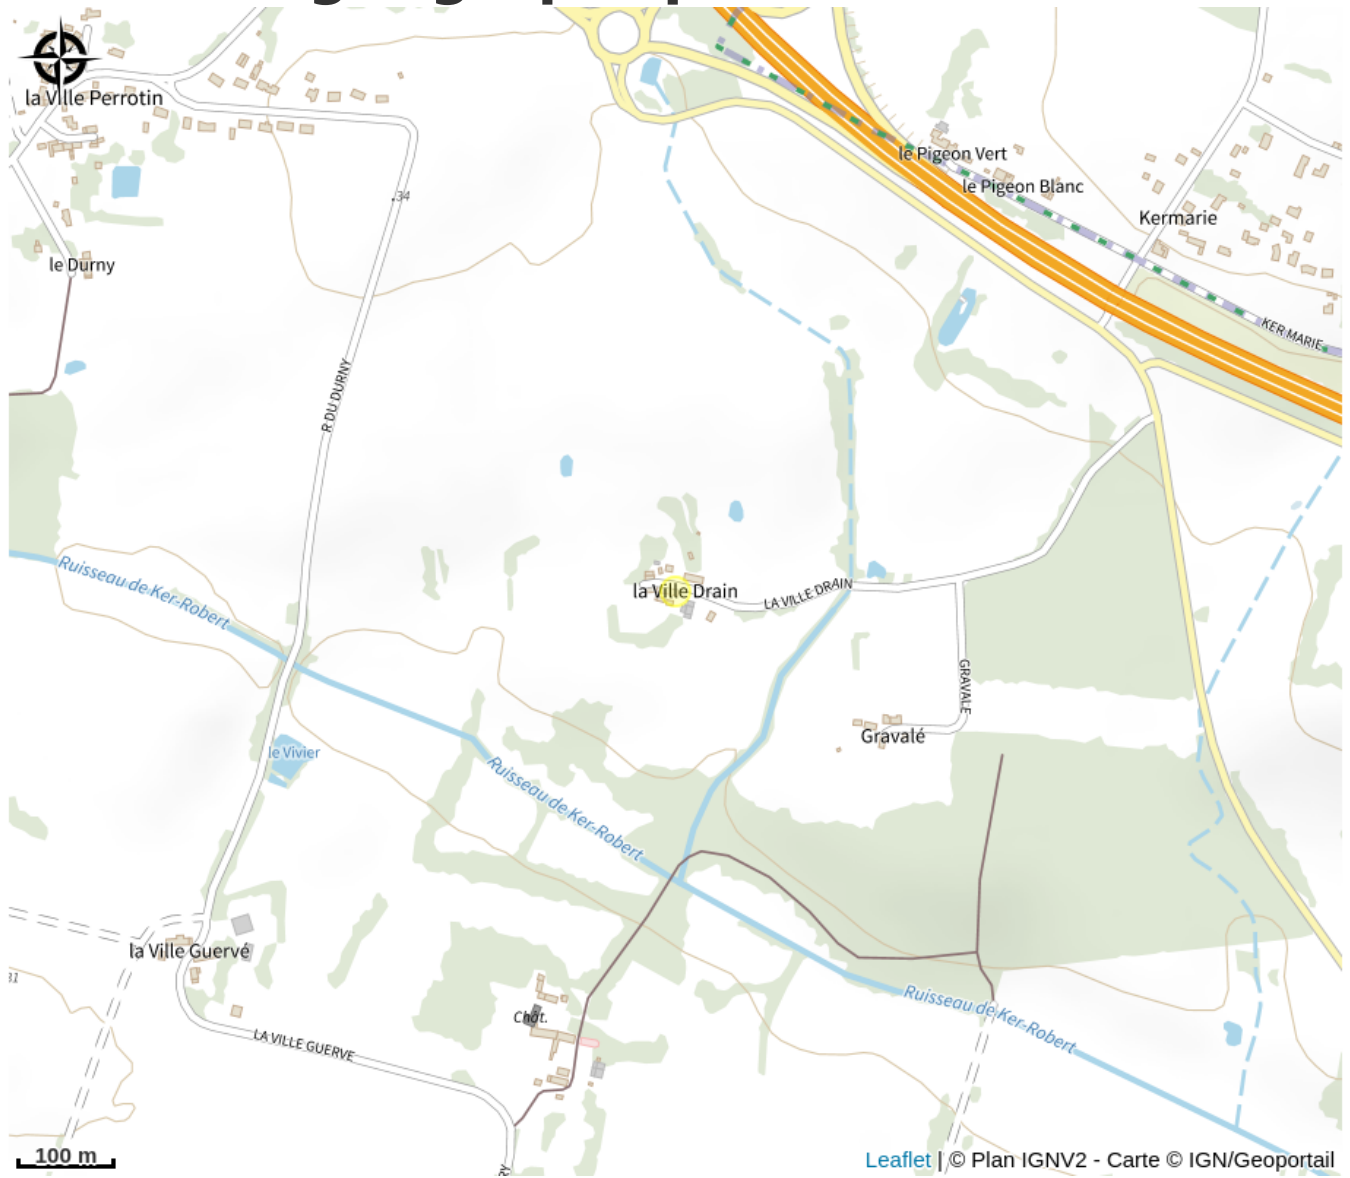 la Ville Perrotin
le Pigeon Vert
le Pigeon Blanc
34
Kermarie
le Durny
KER MARIE
R DU DURNY
Ruisseau de Ker-Robert
la Ville Drain
LA VILLE DRAIN
GRAVALE
Gravalé
le Vivier
Ruisseau de Ker-Robert
la Ville Guervé
31
Ruisseau de Ker-Robert
Chât.
LA VILLE GUERVE
100 m
Leaflet | © Plan IGNV2 - Carte © IGN/Geoportail